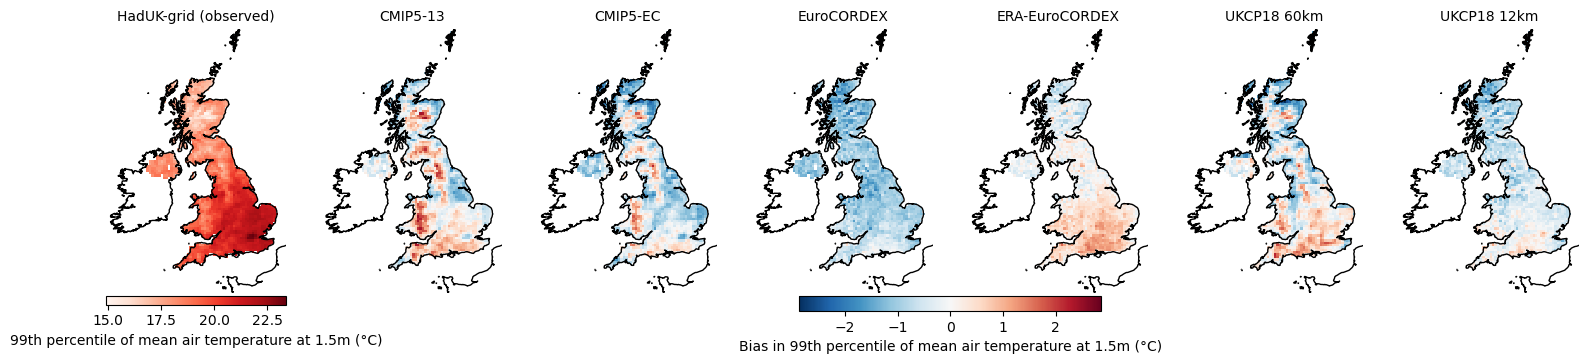 HadUK-grid (observed)
CMIP5-13
CMIP5-EC
EuroCORDEX
ERA-EuroCORDEX
UKCP18 60km
UKCP18 12km
15.0 17.5 20.0 22.5
99th percentile of mean air temperature at 1.5m (°C)
−2 −1 0 1 2
Bias in 99th percentile of mean air temperature at 1.5m (°C)